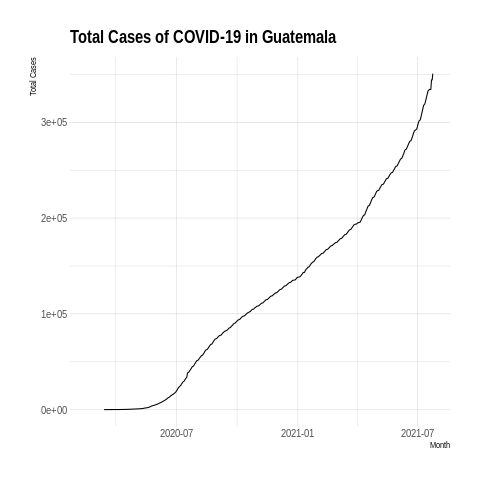 Total Cases of COVID-19 in Guatemala
Total Cases
3e+05
2e+05
1e+05
0e+00
2020-07 2021-01 2021-07
Month